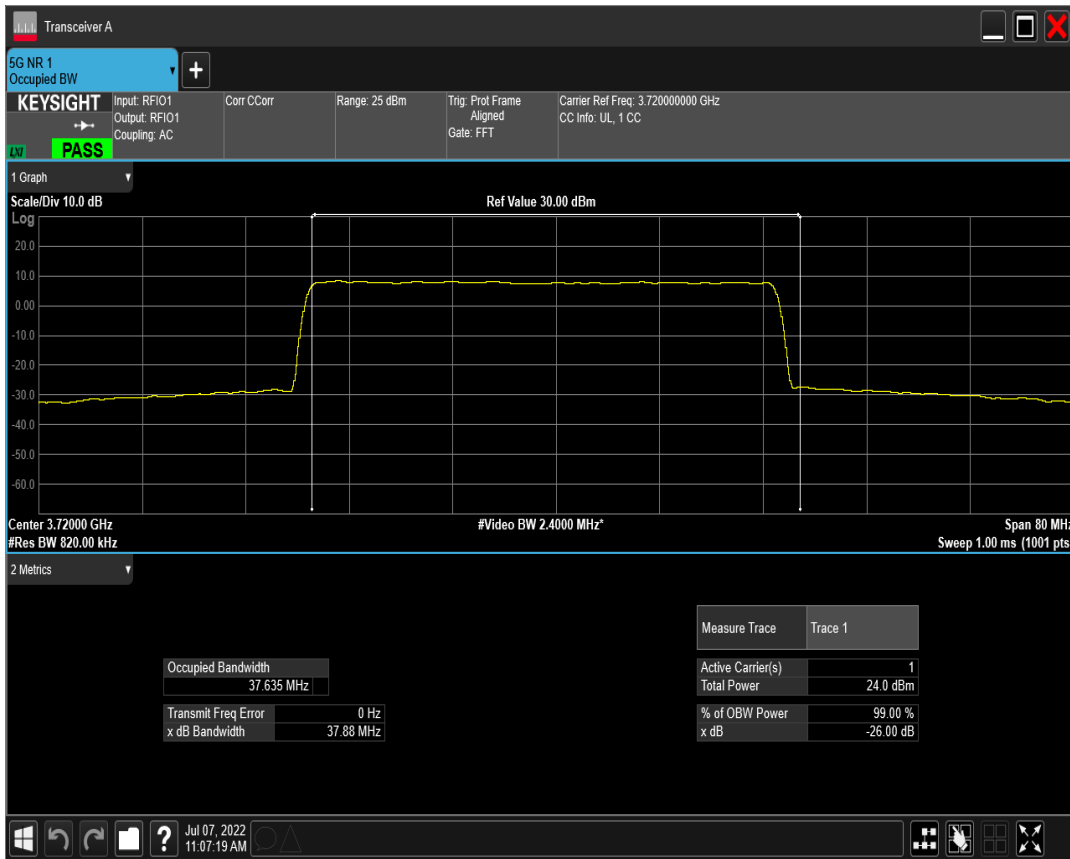 Transceiver A
5G NR 1
Occupied BW
KEYSIGHT
LXI
PASS
Input: RFIO1
Output: RFIO1
Coupling: AC
Corr CCorr
Range: 25 dBm
Trig: Prot Frame
Aligned
Gate: FFT
Carrier Ref Freq: 3.720000000 GHz
CC Info: UL, 1 CC
1 Graph
Scale/Div 10.0 dB
Ref Value 30.00 dBm
Log
20.0
10.0
0.00
-10.0
-20.0
-30.0
-40.0
-50.0
-60.0
Center 3.72000 GHz
#Video BW 2.4000 MHz*
Span 80 MHz
#Res BW 820.00 kHz
Sweep 1.00 ms (1001 pts
2 Metrics
Measure Trace Trace 1
Occupied Bandwidth
37.635 MHz
Active Carrier(s) 1
Total Power 24.0 dBm
Transmit Freq Error 0 Hz
x dB Bandwidth 37.88 MHz
% of OBW Power 99.00 %
x dB -26.00 dB
?
Jul 07, 2022
11:07:19 AM